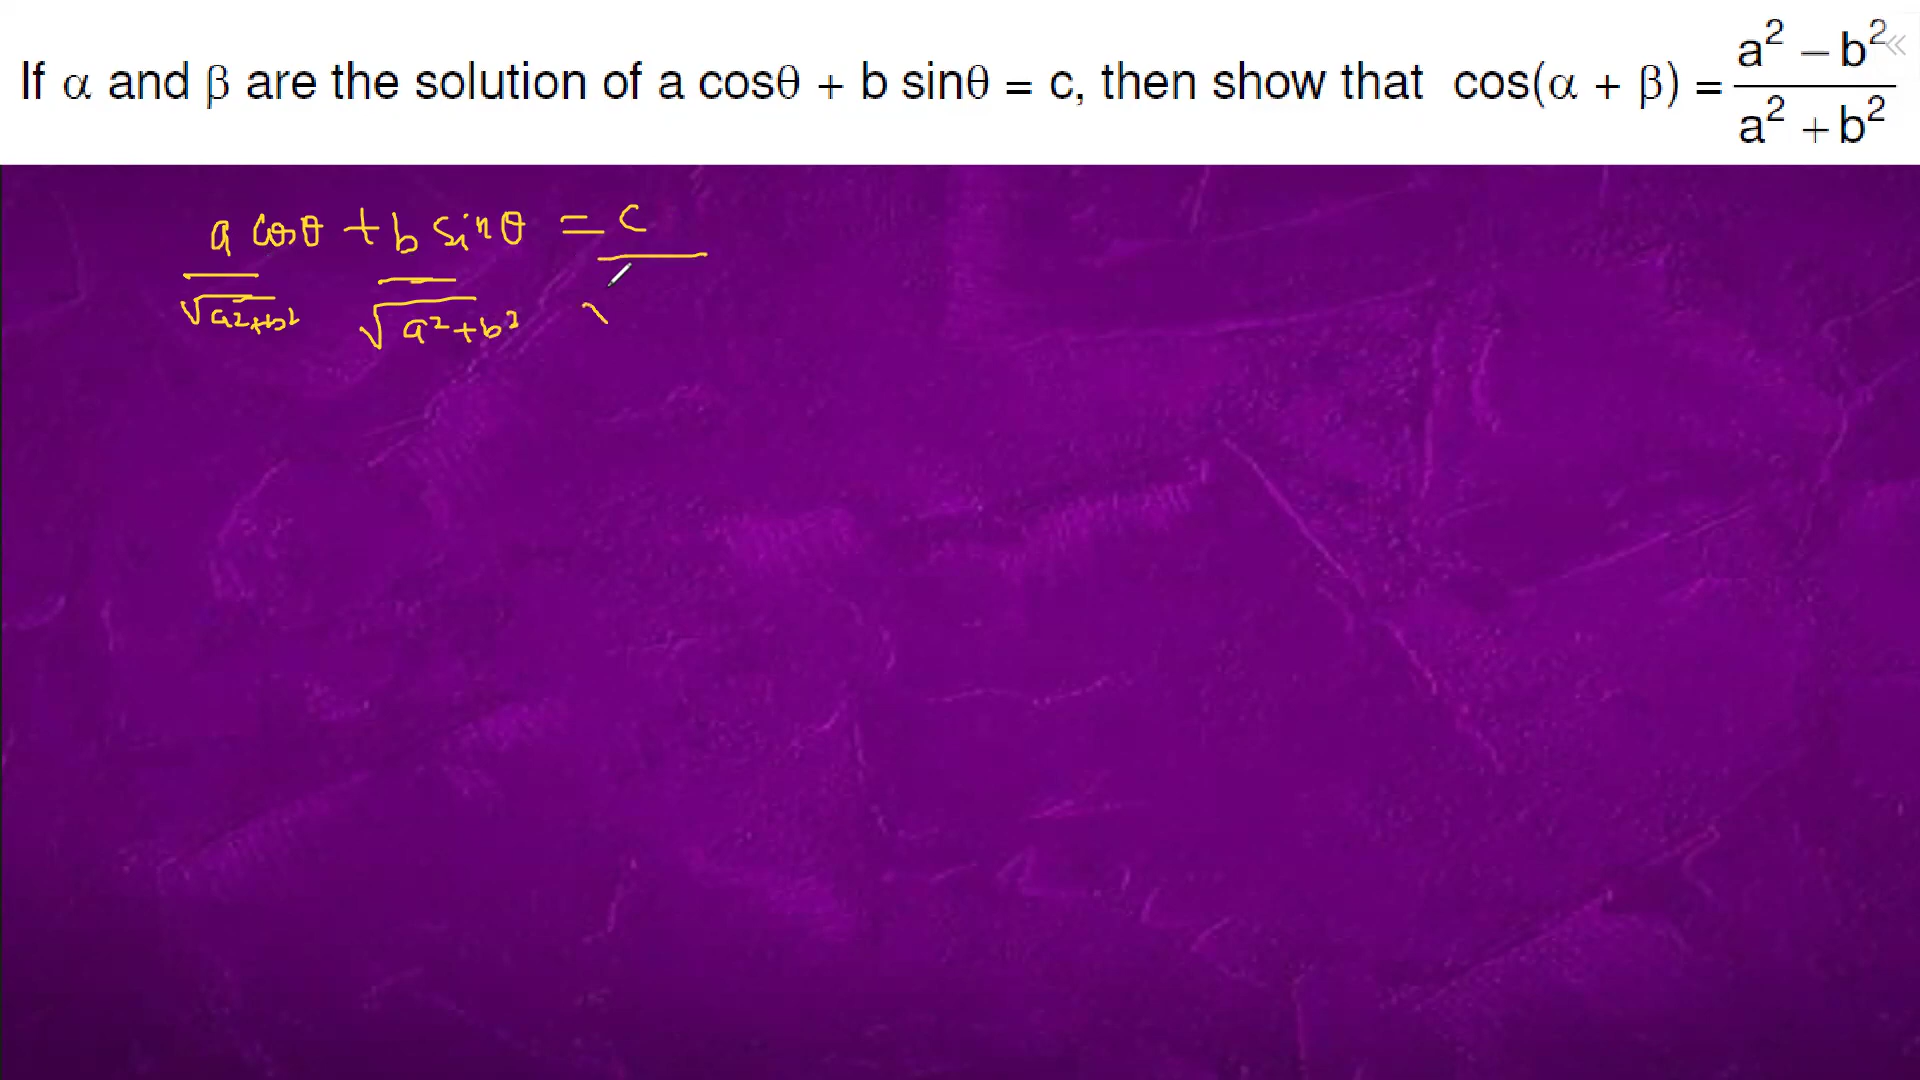 If α and β are the solution of a cosθ + b sinθ = c, then show that cos(α + β) = a² − b² / a² + b²
a cosθ + b sinθ = c
√a²+b² √a²+b²